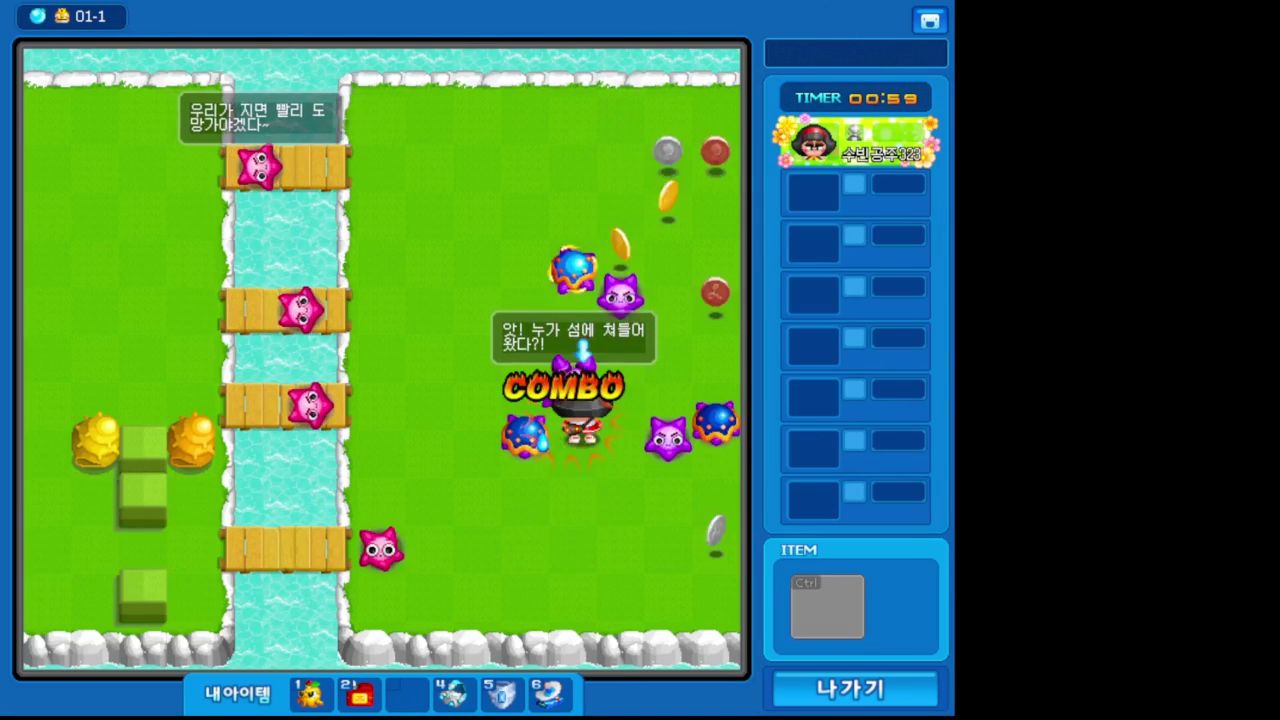 01-1
우리가 지면 빨리 도
망가야겠다~
TIMER 00:59
수빈공주323
앗! 누가 섬에 쳐들어
왔다?!
COMBO
ITEM
Ctrl
내아이템
1
2
4
5
6
나가기